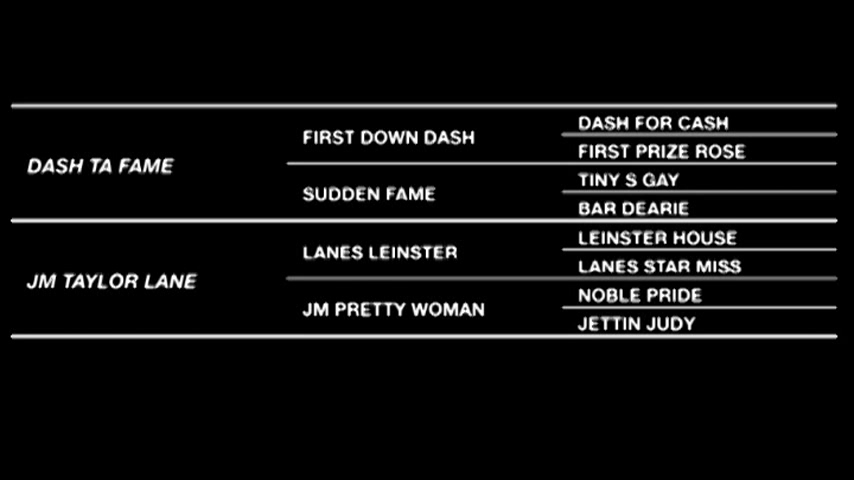 DASH TA FAME
FIRST DOWN DASH
DASH FOR CASH
FIRST PRIZE ROSE
SUDDEN FAME
TINY S GAY
BAR DEARIE
JM TAYLOR LANE
LANES LEINSTER
LEINSTER HOUSE
LANES STAR MISS
JM PRETTY WOMAN
NOBLE PRIDE
JETTIN JUDY